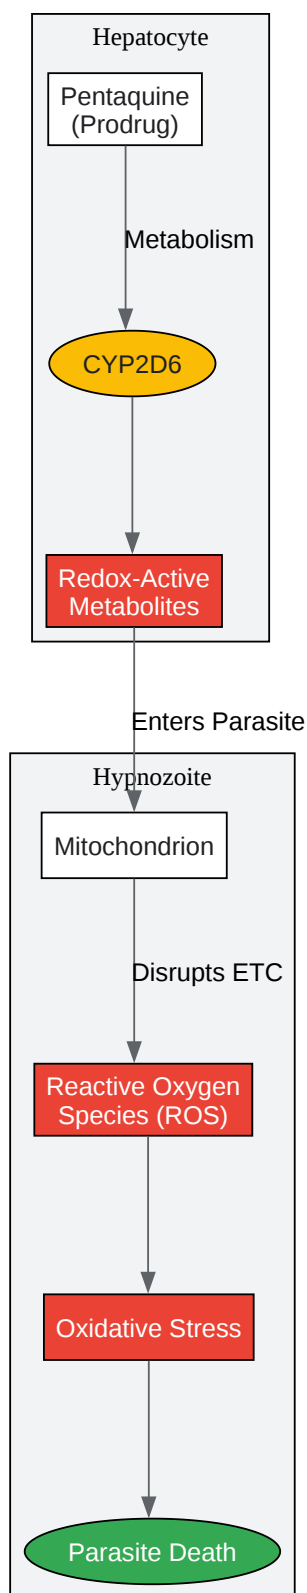 Hepatocyte
Pentaquine
(Prodrug)
Metabolism
CYP2D6
Redox-Active
Metabolites
Enters Parasite
Hypnozoite
Mitochondrion
Disrupts ETC
Reactive Oxygen
Species (ROS)
Oxidative Stress
Parasite Death